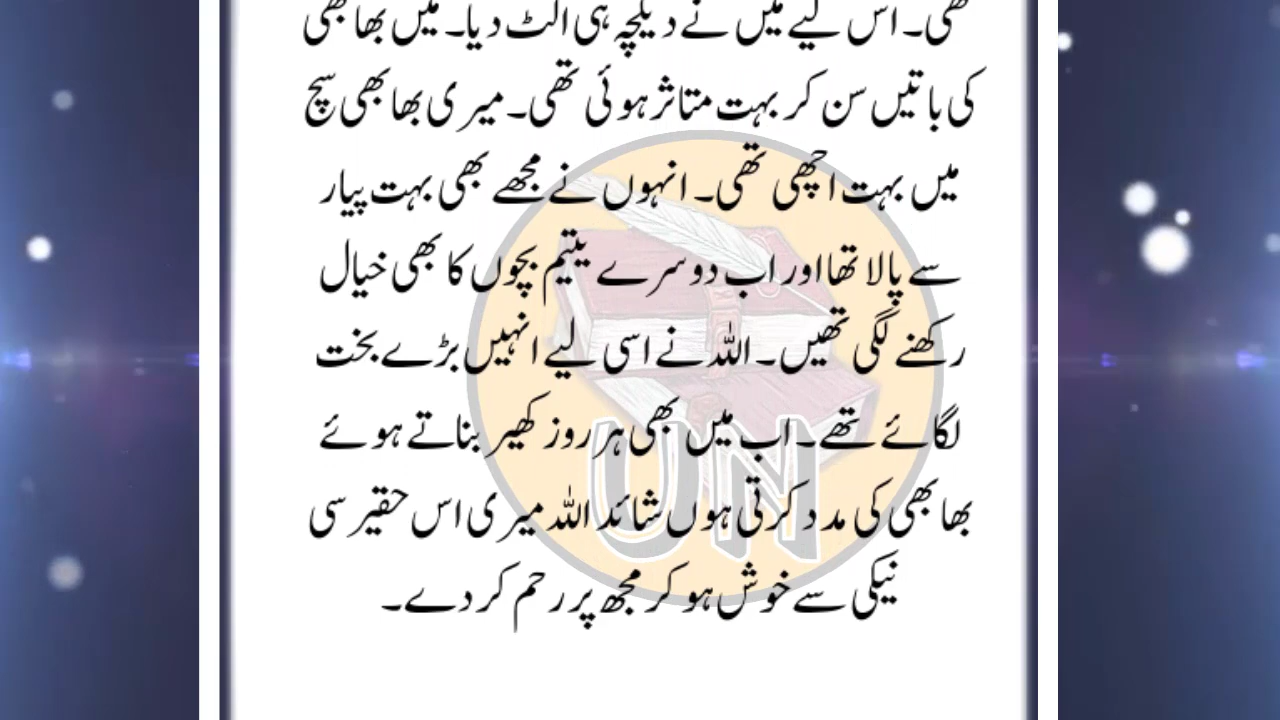 تھی۔ اس لیے میں نے دیگچہ ہی الٹ دیا۔ میں بھابھی
کی باتیں سن کر بہت متاثر ہوئی تھی۔ میری بھابھی سچ
میں بہت اچھی تھی۔ انہوں نے مجھے بھی بہت پیار
سے پالا تھا اور اب دوسرے یتیم بچوں کا بھی خیال
رکھنے لگی تھیں۔ اللہ نے اسی لیے انہیں بڑے بخت
لگائے تھے۔ اب میں بھی ہر روز کھیر بناتے ہوئے
بھابھی کی مدد کرتی ہوں شائد اللہ میری اس حقیر سی
نیکی سے خوش ہو کر مجھ پر رحم کر دے۔
UN